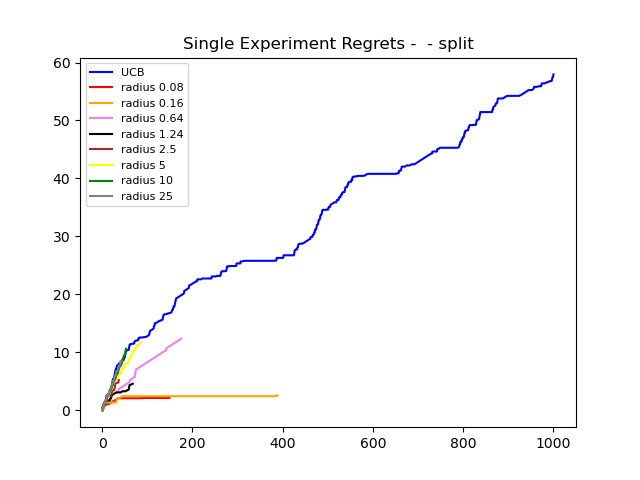 Single Experiment Regrets -  - split
60
50
40
30
20
10
0
UCB
radius 0.08
radius 0.16
radius 0.64
radius 1.24
radius 2.5
radius 5
radius 10
radius 25
0 200 400 600 800 1000